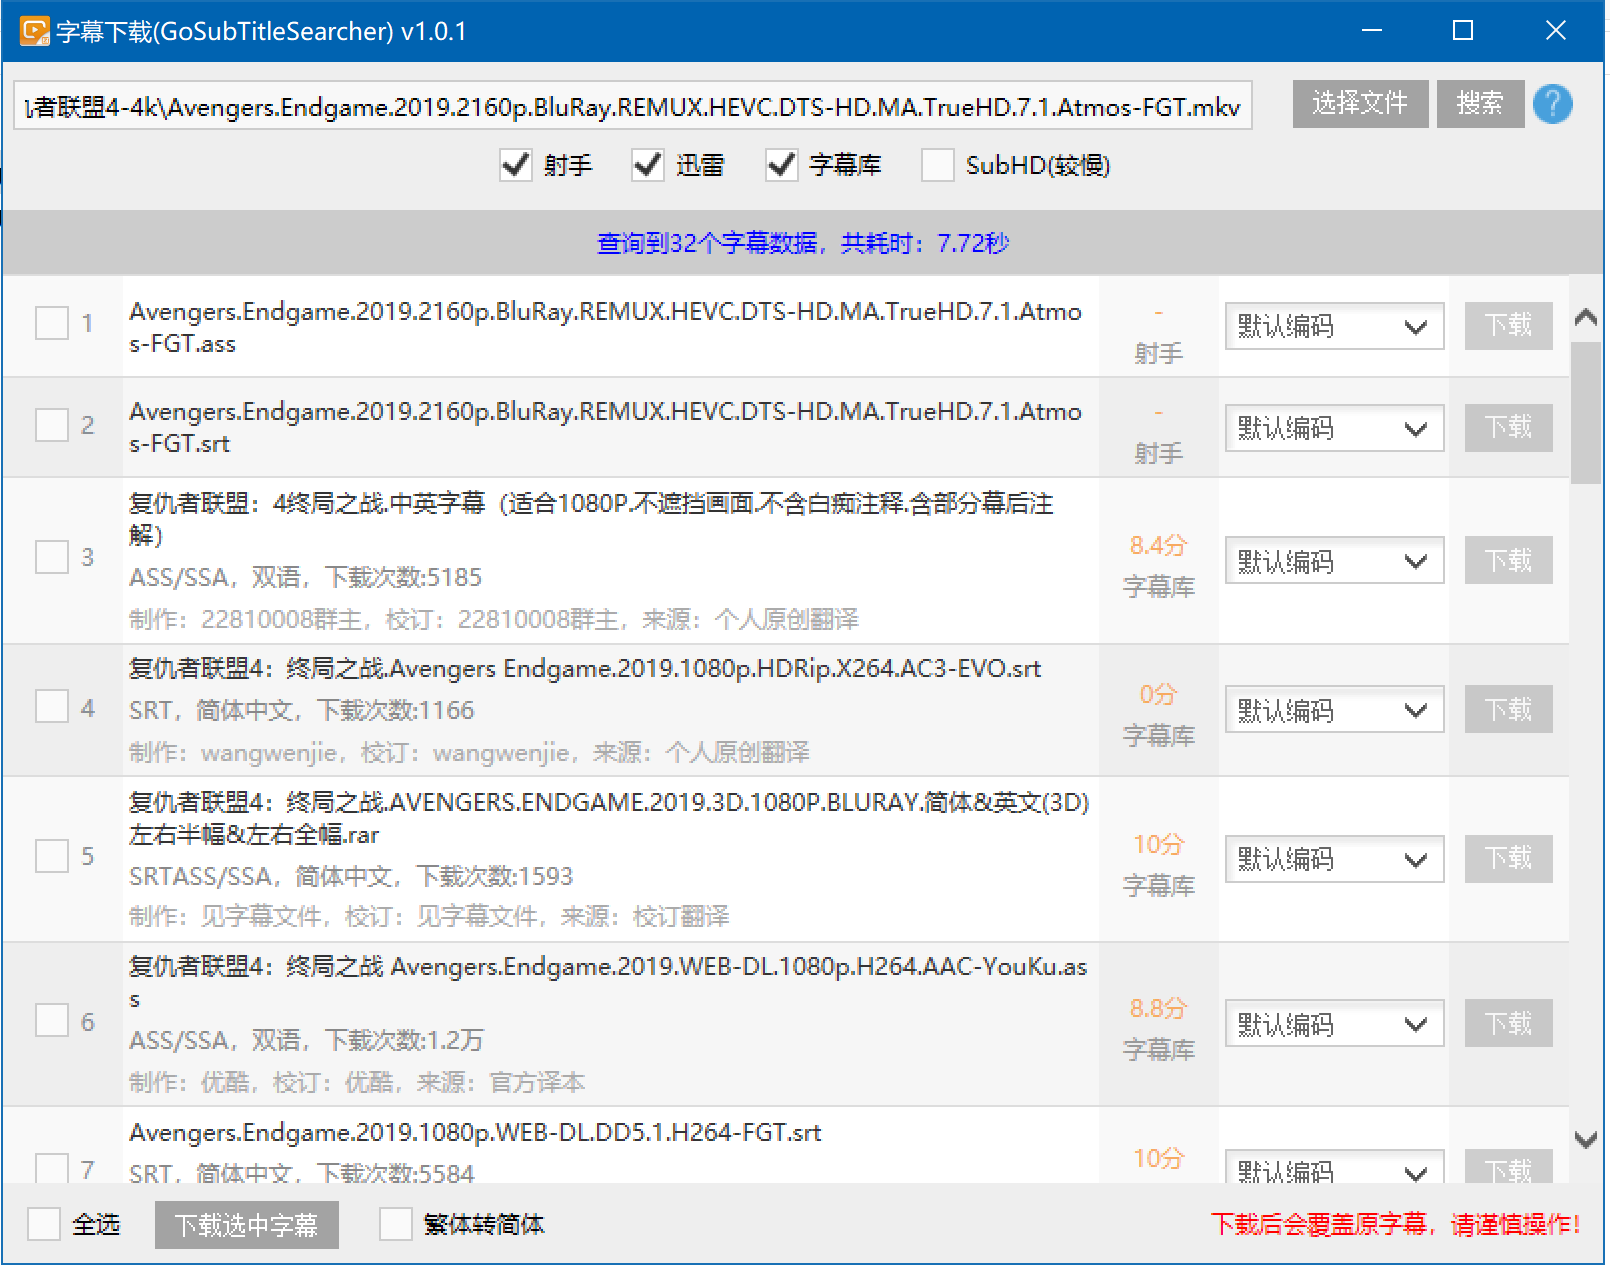 字幕下载(GoSubTitleSearcher) v1.0.1
者联盟4-4k\Avengers.Endgame.2019.2160p.BluRay.REMUX.HEVC.DTS-HD.MA.TrueHD.7.1.Atmos-FGT.mkv 选择文件 搜索 ?
射手 迅雷 字幕库 SubHD(较慢)
查询到32个字幕数据，共耗时：7.72秒
1 Avengers.Endgame.2019.2160p.BluRay.REMUX.HEVC.DTS-HD.MA.TrueHD.7.1.Atmo
s-FGT.ass
-
射手
默认编码 下载
2 Avengers.Endgame.2019.2160p.BluRay.REMUX.HEVC.DTS-HD.MA.TrueHD.7.1.Atmo
s-FGT.srt
-
射手
默认编码 下载
3 复仇者联盟：4终局之战.中英字幕（适合1080P.不遮挡画面.不含白痴注释.含部分幕后注
解）
ASS/SSA，双语，下载次数:5185
制作：22810008群主，校订：22810008群主，来源：个人原创翻译
8.4分
字幕库
默认编码 下载
4 复仇者联盟4：终局之战.Avengers Endgame.2019.1080p.HDRip.X264.AC3-EVO.srt
SRT，简体中文，下载次数:1166
制作：wangwenjie，校订：wangwenjie，来源：个人原创翻译
0分
字幕库
默认编码 下载
5 复仇者联盟4：终局之战.AVENGERS.ENDGAME.2019.3D.1080P.BLURAY.简体&英文(3D)
左右半幅&左右全幅.rar
SRTASS/SSA，简体中文，下载次数:1593
制作：见字幕文件，校订：见字幕文件，来源：校订翻译
10分
字幕库
默认编码 下载
6 复仇者联盟4：终局之战 Avengers.Endgame.2019.WEB-DL.1080p.H264.AAC-YouKu.as
s
ASS/SSA，双语，下载次数:1.2万
制作：优酷，校订：优酷，来源：官方译本
8.8分
字幕库
默认编码 下载
7 Avengers.Endgame.2019.1080p.WEB-DL.DD5.1.H264-FGT.srt
SRT，简体中文，下载次数:5584
10分
默认编码 下载
全选 下载选中字幕 繁体转简体 下载后会覆盖原字幕，请谨慎操作！